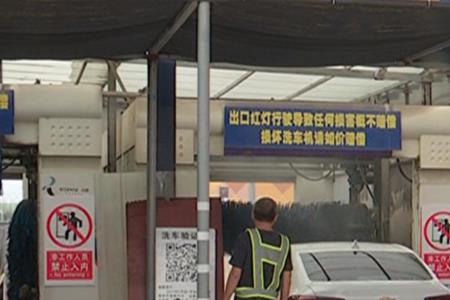 出口红灯行驶导致任何损害概不赔偿
损坏洗车机请如价赔偿
非工作人员
禁止入内
洗车验证
非工作人员
禁止入内